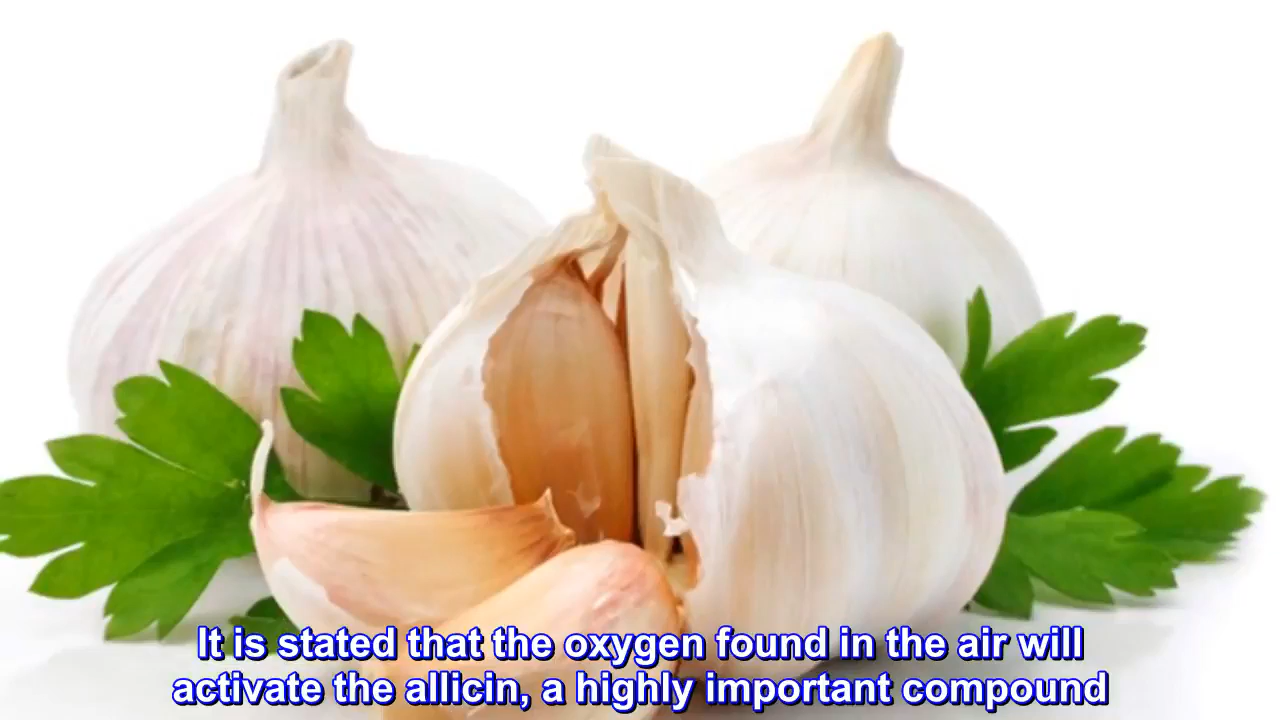 It is stated that the oxygen found in the air will
activate the allicin, a highly important compound